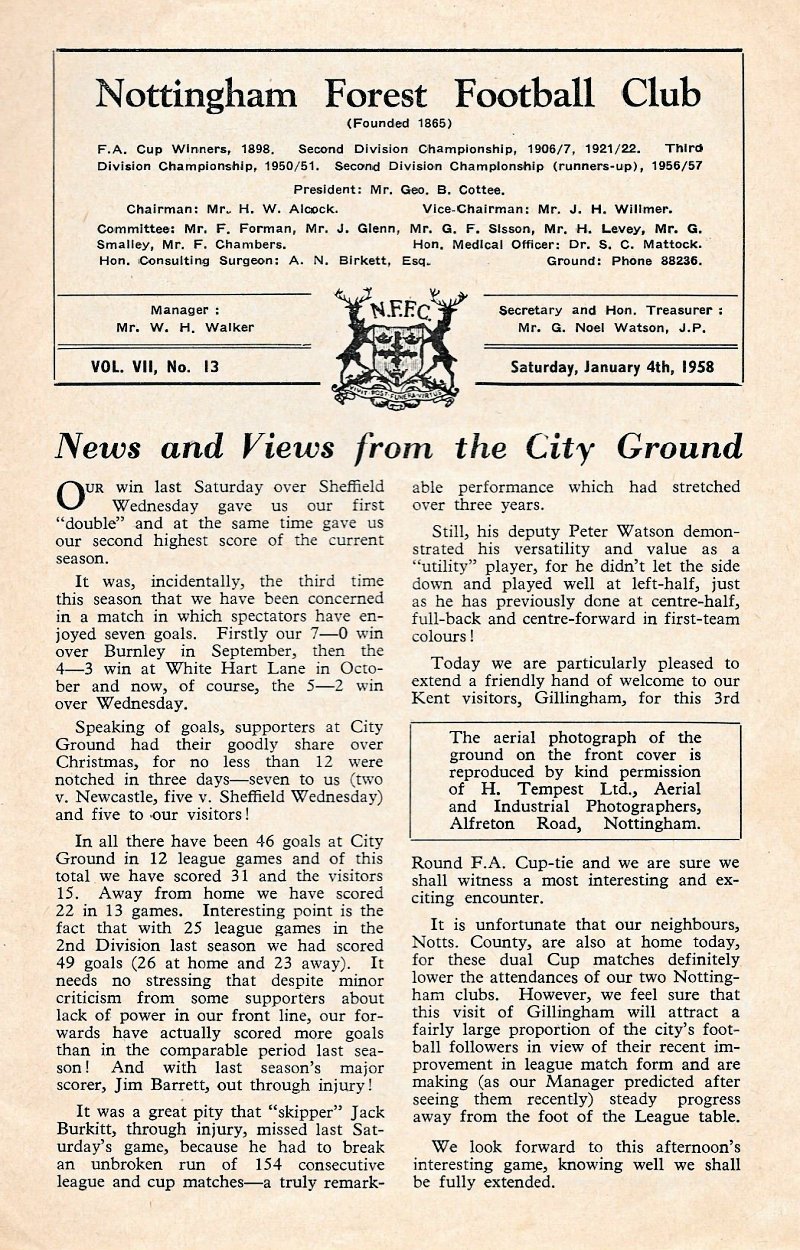 Nottingham Forest Football Club
(Founded 1865)
F.A. Cup Winners, 1898. Second Division Championship, 1906/7, 1921/22. Third
Division Championship, 1950/51. Second Division Championship (runners-up), 1956/57
President: Mr. Geo. B. Cottee.
Chairman: Mr. H. W. Alcock. Vice-Chairman: Mr. J. H. Willmer.
Committee: Mr. F. Forman, Mr. J. Glenn, Mr. G. F. Sisson, Mr. H. Levey, Mr. G.
Smalley, Mr. F. Chambers. Hon. Medical Officer: Dr. S. C. Mattock.
Hon. Consulting Surgeon: A. N. Birkett, Esq. Ground: Phone 88236.
Manager :
Mr. W. H. Walker
N.F.F.C.
VIVIT POST FUNERA VIRTUS
Secretary and Hon. Treasurer :
Mr. G. Noel Watson, J.P.
VOL. VII, No. 13
Saturday, January 4th, 1958
News and Views from the City Ground
OUR win last Saturday over Sheffield
Wednesday gave us our first
"double" and at the same time gave us
our second highest score of the current
season.
It was, incidentally, the third time
this season that we have been concerned
in a match in which spectators have en-
joyed seven goals. Firstly our 7—0 win
over Burnley in September, then the
4—3 win at White Hart Lane in Octo-
ber and now, of course, the 5—2 win
over Wednesday.
Speaking of goals, supporters at City
Ground had their goodly share over
Christmas, for no less than 12 were
notched in three days—seven to us (two
v. Newcastle, five v. Sheffield Wednesday)
and five to our visitors!
In all there have been 46 goals at City
Ground in 12 league games and of this
total we have scored 31 and the visitors
15. Away from home we have scored
22 in 13 games. Interesting point is the
fact that with 25 league games in the
2nd Division last season we had scored
49 goals (26 at home and 23 away). It
needs no stressing that despite minor
criticism from some supporters about
lack of power in our front line, our for-
wards have actually scored more goals
than in the comparable period last sea-
son! And with last season's major
scorer, Jim Barrett, out through injury!
It was a great pity that "skipper" Jack
Burkitt, through injury, missed last Sat-
urday's game, because he had to break
an unbroken run of 154 consecutive
league and cup matches—a truly remark-
able performance which had stretched
over three years.
Still, his deputy Peter Watson demon-
strated his versatility and value as a
"utility" player, for he didn't let the side
down and played well at left-half, just
as he has previously done at centre-half,
full-back and centre-forward in first-team
colours!
Today we are particularly pleased to
extend a friendly hand of welcome to our
Kent visitors, Gillingham, for this 3rd
The aerial photograph of the
ground on the front cover is
reproduced by kind permission
of H. Tempest Ltd., Aerial
and Industrial Photographers,
Alfreton Road, Nottingham.
Round F.A. Cup-tie and we are sure we
shall witness a most interesting and ex-
citing encounter.
It is unfortunate that our neighbours,
Notts. County, are also at home today,
for these dual Cup matches definitely
lower the attendances of our two Notting-
ham clubs. However, we feel sure that
this visit of Gillingham will attract a
fairly large proportion of the city's foot-
ball followers in view of their recent im-
provement in league match form and are
making (as our Manager predicted after
seeing them recently) steady progress
away from the foot of the League table.
We look forward to this afternoon's
interesting game, knowing well we shall
be fully extended.